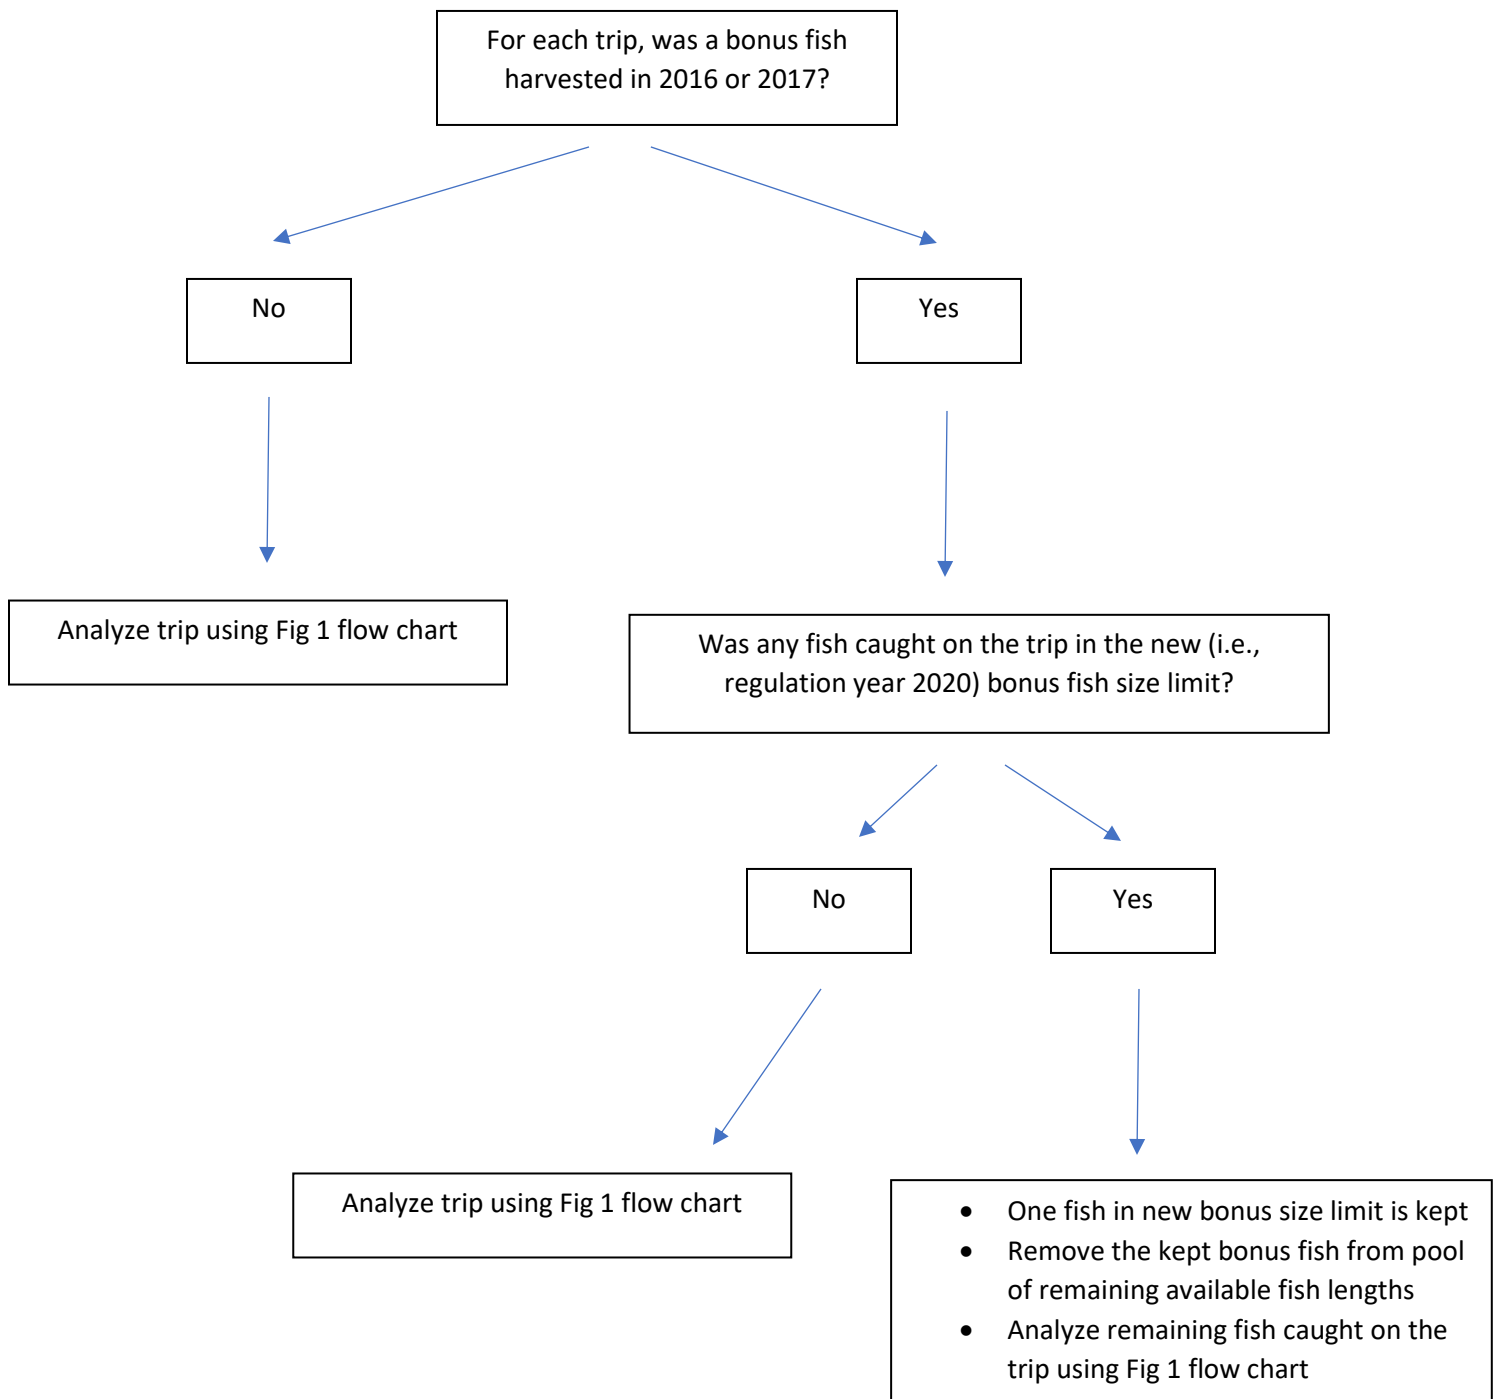 For each trip, was a bonus fish
harvested in 2016 or 2017?
No
Yes
Analyze trip using Fig 1 flow chart
Was any fish caught on the trip in the new (i.e.,
regulation year 2020) bonus fish size limit?
No
Yes
Analyze trip using Fig 1 flow chart
• One fish in new bonus size limit is kept
• Remove the kept bonus fish from pool
of remaining available fish lengths
• Analyze remaining fish caught on the
trip using Fig 1 flow chart